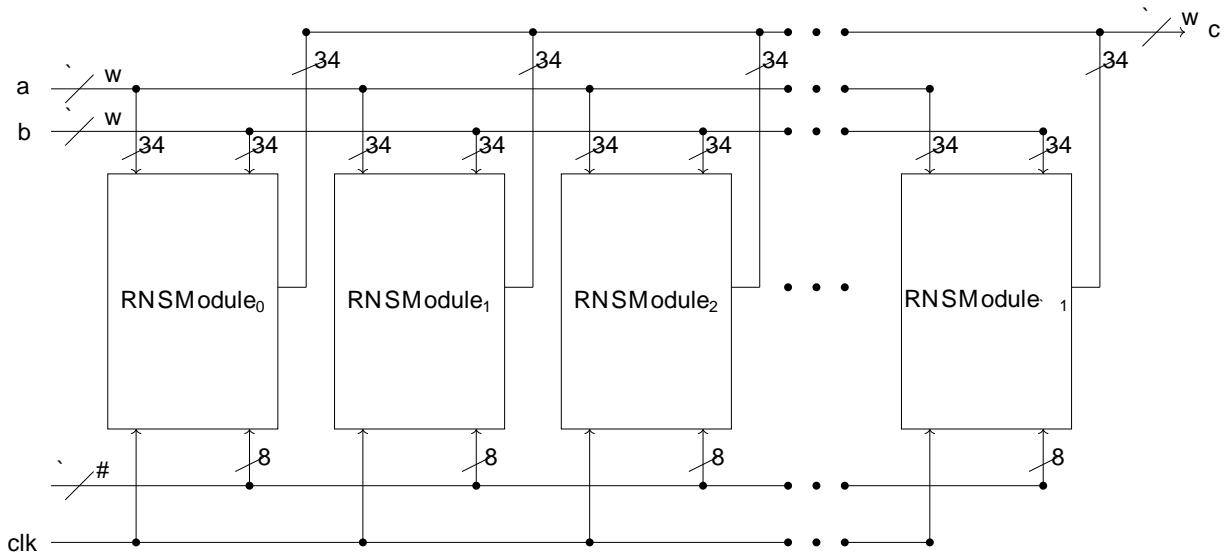 ` w c
34 34 34 34
a ` w
b ` w
34 34 34 34 34 34 34 34
RNSModule0 RNSModule1 RNSModule2 RNSModule` 1
8 8 8 8
` #
clk